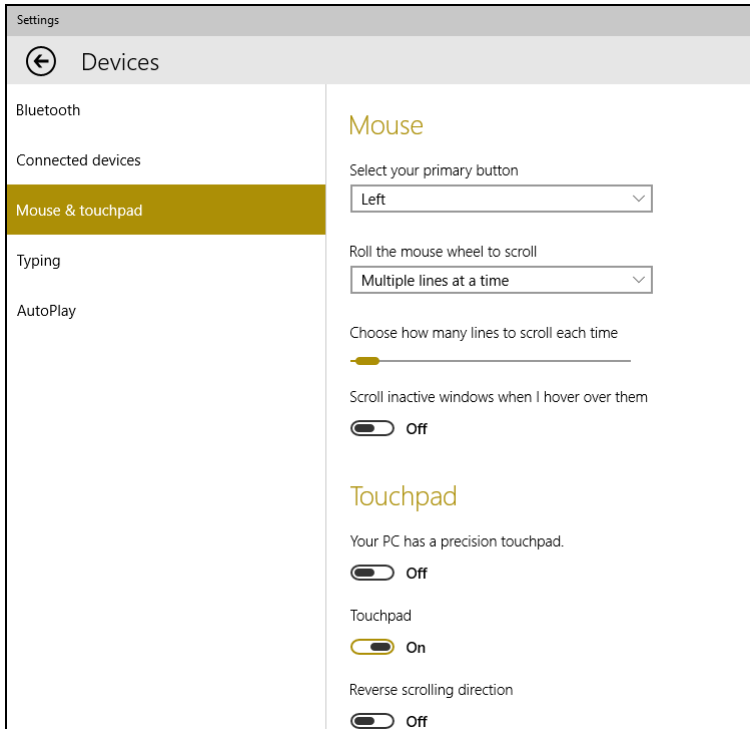 Settings
Devices
Bluetooth
Connected devices
Mouse & touchpad
Typing
AutoPlay
Mouse
Select your primary button
Left
Roll the mouse wheel to scroll
Multiple lines at a time
Choose how many lines to scroll each time
Scroll inactive windows when I hover over them
Off
Touchpad
Your PC has a precision touchpad.
Off
Touchpad
On
Reverse scrolling direction
Off